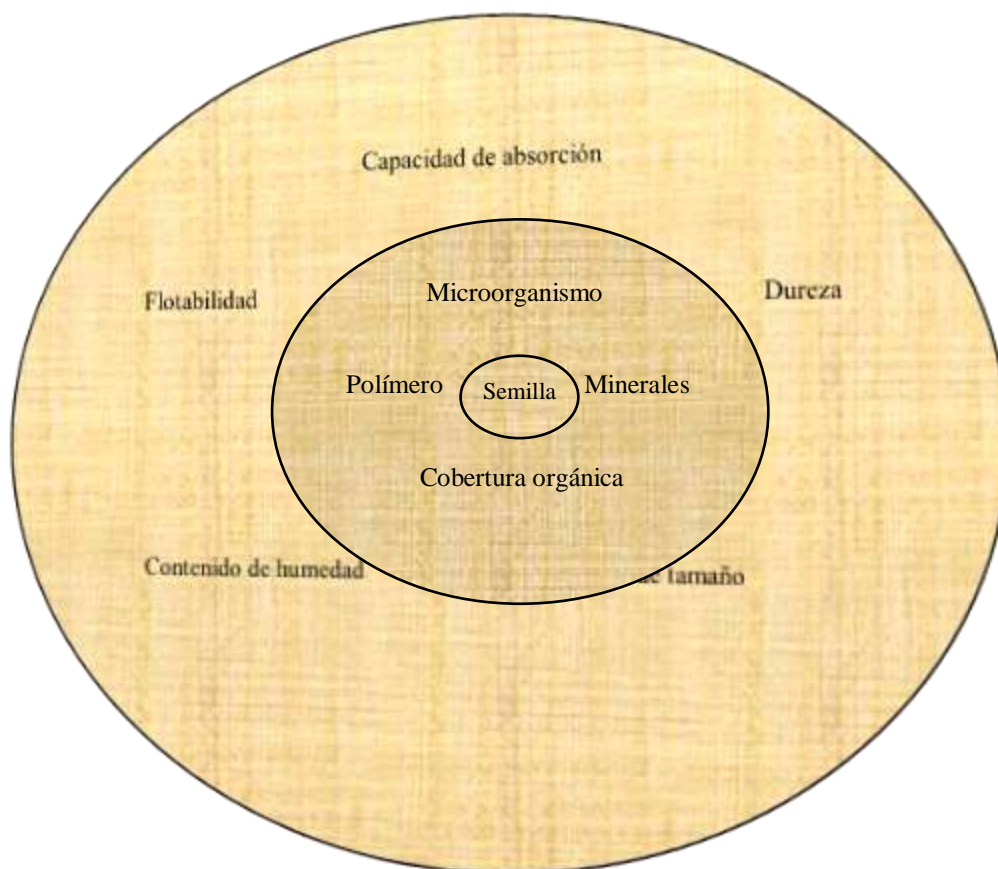 Capacidad de absorción
Microorganismo
Flotabilidad
Dureza
Polímero
Semilla
Minerales
Cobertura orgánica
Contenido de humedad
de tamaño